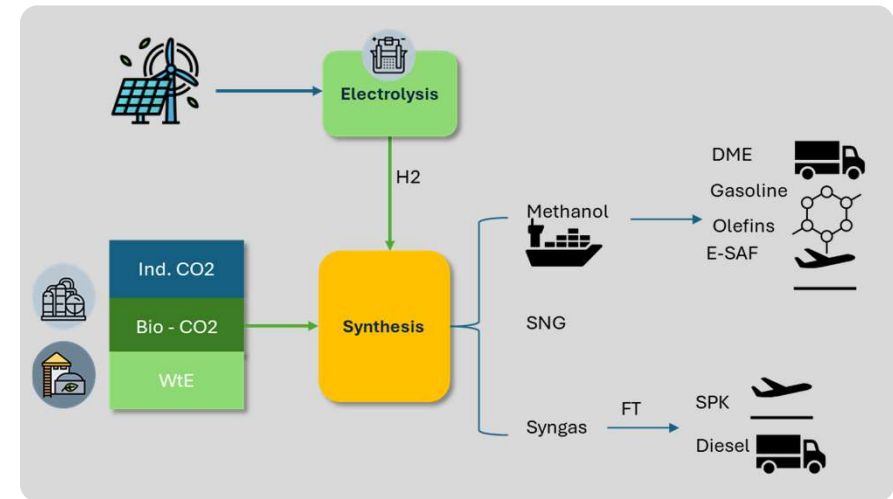 Electrolysis
H2
Ind. CO2
Bio - CO2
WtE
Synthesis
Methanol
SNG
Syngas
FT
DME
Gasoline
Olefins
E-SAF
SPK
Diesel